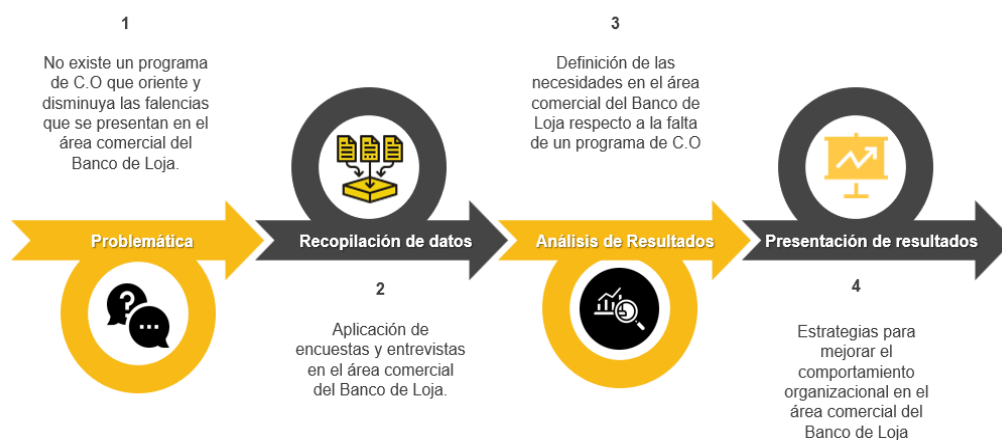 1
No existe un programa
de C.O que oriente y
disminuya las falencias
que se presentan en el
área comercial del
Banco de Loja.
Problemática
Recopilación de datos
2
Aplicación de
encuestas y entrevistas
en el área comercial
del Banco de Loja.
3
Definición de las
necesidades en el área
comercial del Banco de
Loja respecto a la falta
de un programa de C.O
Análisis de Resultados
Presentación de resultados
4
Estrategias para
mejorar el
comportamiento
organizacional en el
área comercial del
Banco de Loja